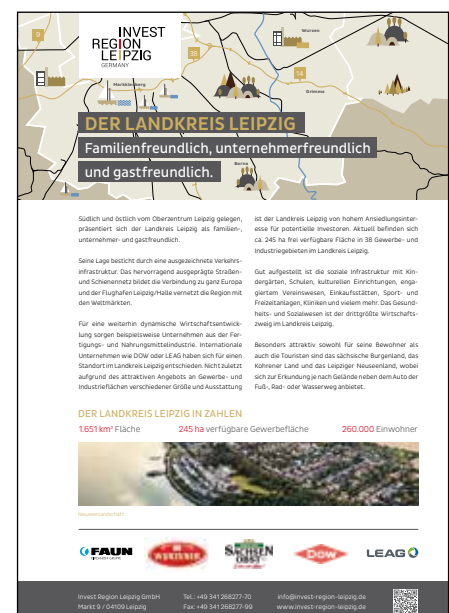 INVEST
REGION
LEIPZIG
GERMANY
9
38
14
Wurzen
Grimma
Markkleeberg
Borna
DER LANDKREIS LEIPZIG
Familienfreundlich, unternehmerfreundlich
und gastfreundlich.
Südlich und östlich vom Oberzentrum Leipzig gelegen,
präsentiert sich der Landkreis Leipzig als familien-,
unternehmer- und gastfreundlich.
Seine Lage besticht durch eine ausgezeichnete Verkehrs-
infrastruktur. Das hervorragend ausgeprägte Straßen-
und Schienennetz bildet die Verbindung zu ganz Europa
und der Flughafen Leipzig/Halle vernetzt die Region mit
den Weltmärkten.
Für eine weiterhin dynamische Wirtschaftsentwick-
lung sorgen beispielsweise Unternehmen aus der Fer-
tigungs- und Nahrungsmittelindustrie. Internationale
Unternehmen wie DOW oder LEAG haben sich für einen
Standort im Landkreis Leipzig entschieden. Nicht zuletzt
aufgrund des attraktiven Angebots an Gewerbe- und
Industrieflächen verschiedener Größe und Ausstattung
ist der Landkreis Leipzig von hohem Ansiedlungsinter-
esse für potentielle Investoren. Aktuell befinden sich
ca. 245 ha frei verfügbare Fläche in 38 Gewerbe- und
Industriegebieten im Landkreis Leipzig.
Gut aufgestellt ist die soziale Infrastruktur mit Kin-
dergärten, Schulen, kulturellen Einrichtungen, enga-
giertem Vereinswesen, Einkaufsstätten, Sport- und
Freizeitanlagen, Kliniken und vielem mehr. Das Gesund-
heits- und Sozialwesen ist der drittgrößte Wirtschafts-
zweig im Landkreis Leipzig.
Besonders attraktiv sowohl für seine Bewohner als
auch die Touristen sind das sächsische Burgenland, das
Kohrener Land und das Leipziger Neuseenland, wobei
sich zur Erkundung je nach Gelände neben dem Auto der
Fuß-, Rad- oder Wasserweg anbietet.
DER LANDKREIS LEIPZIG IN ZAHLEN
1.651 km² Fläche 245 ha verfügbare Gewerbefläche 260.000 Einwohner
Neuseenlandschaft
FAUN
WURZENER
SACHSEN
OBST
Dow
LEAG
Invest Region Leipzig GmbH
Markt 9 / 04109 Leipzig
Tel.: +49 341 268277-70
Fax: +49 341 268277-99
info@invest-region-leipzig.de
www.invest-region-leipzig.de